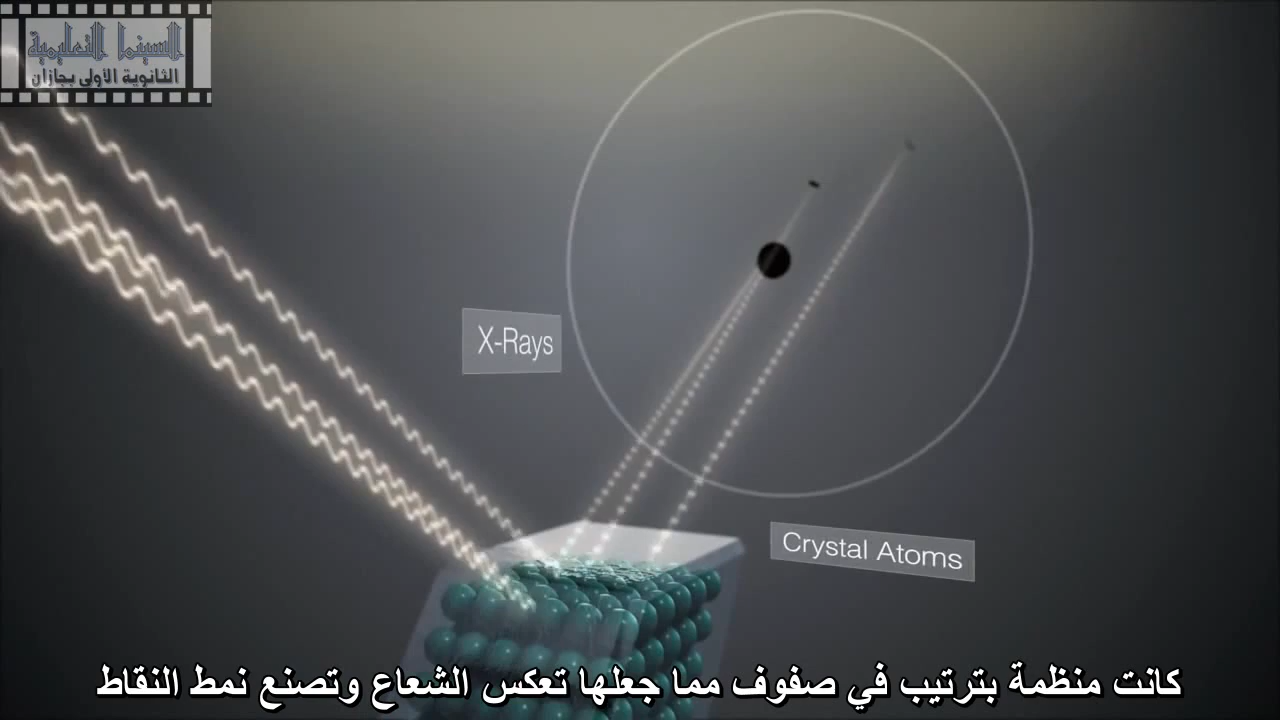 السينما التعليمية
الثانوية الأولى بجازان
X-Rays
Crystal Atoms
كانت منظمة بترتيب في صفوف مما جعلها تعكس الشعاع وتصنع نمط النقاط